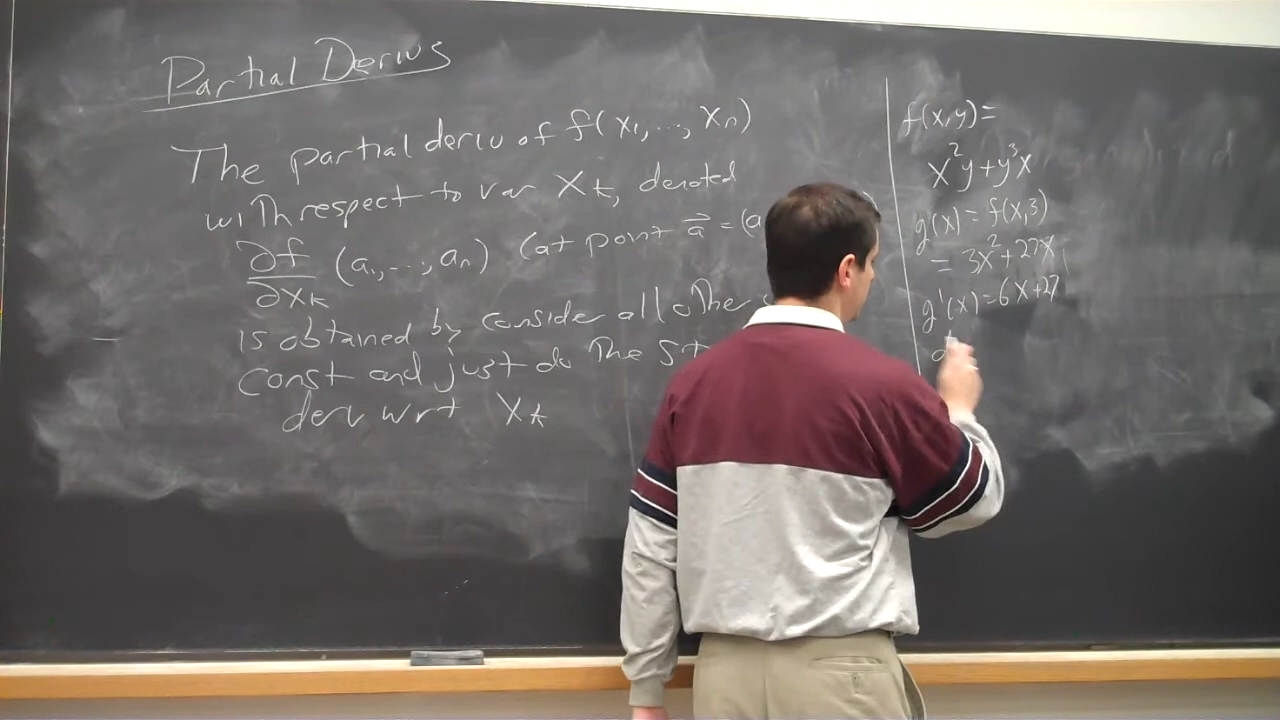 Partial Derivs
The partial deriv of f(x₁,...,xₙ)
with respect to var xₖ, denoted
∂f/∂xₖ (a₁,...,aₙ) (at point a⃗ = (a
is obtained by consider all other
const and just do the st
deriv wrt xₖ
f(x,y)=
x²y+y³x
g(x) = f(x,3)
= 3x²+27x
g'(x)=6x+27